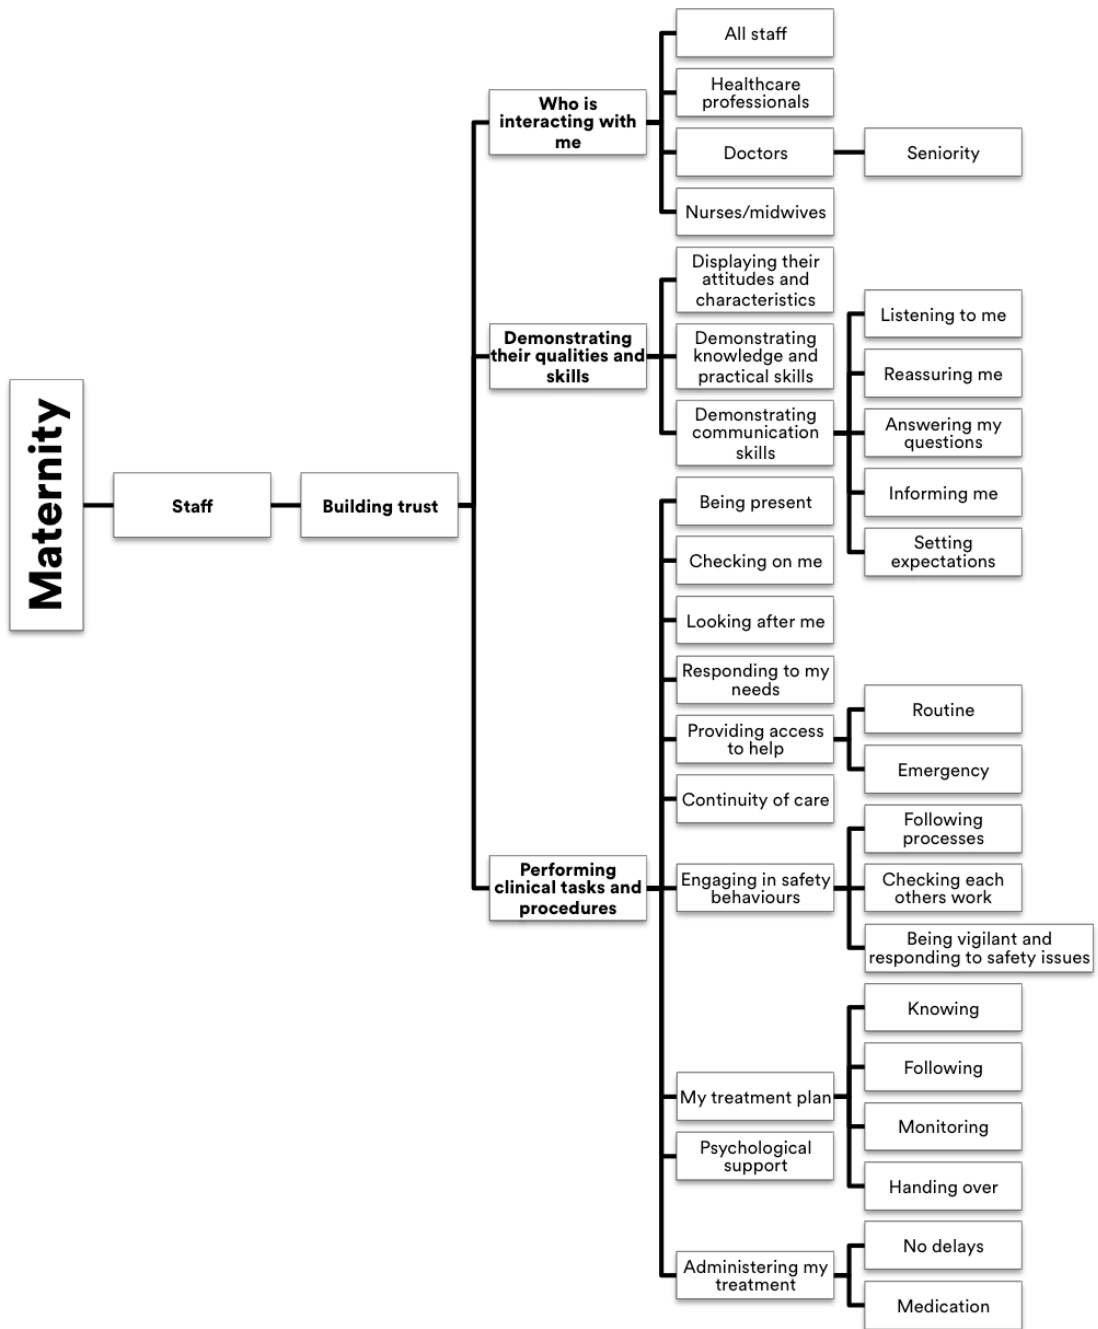 Maternity
Staff
Building trust
Who is
interacting with
me
All staff
Healthcare
professionals
Doctors
Seniority
Nurses/midwives
Demonstrating
their qualities and
skills
Displaying their
attitudes and
characteristics
Demonstrating
knowledge and
practical skills
Demonstrating
communication
skills
Listening to me
Reassuring me
Answering my
questions
Informing me
Setting
expectations
Performing
clinical tasks and
procedures
Being present
Checking on me
Looking after me
Responding to my
needs
Providing access
to help
Routine
Emergency
Continuity of care
Engaging in safety
behaviours
Following
processes
Checking each
others work
Being vigilant and
responding to safety issues
My treatment plan
Knowing
Following
Monitoring
Handing over
Psychological
support
Administering my
treatment
No delays
Medication